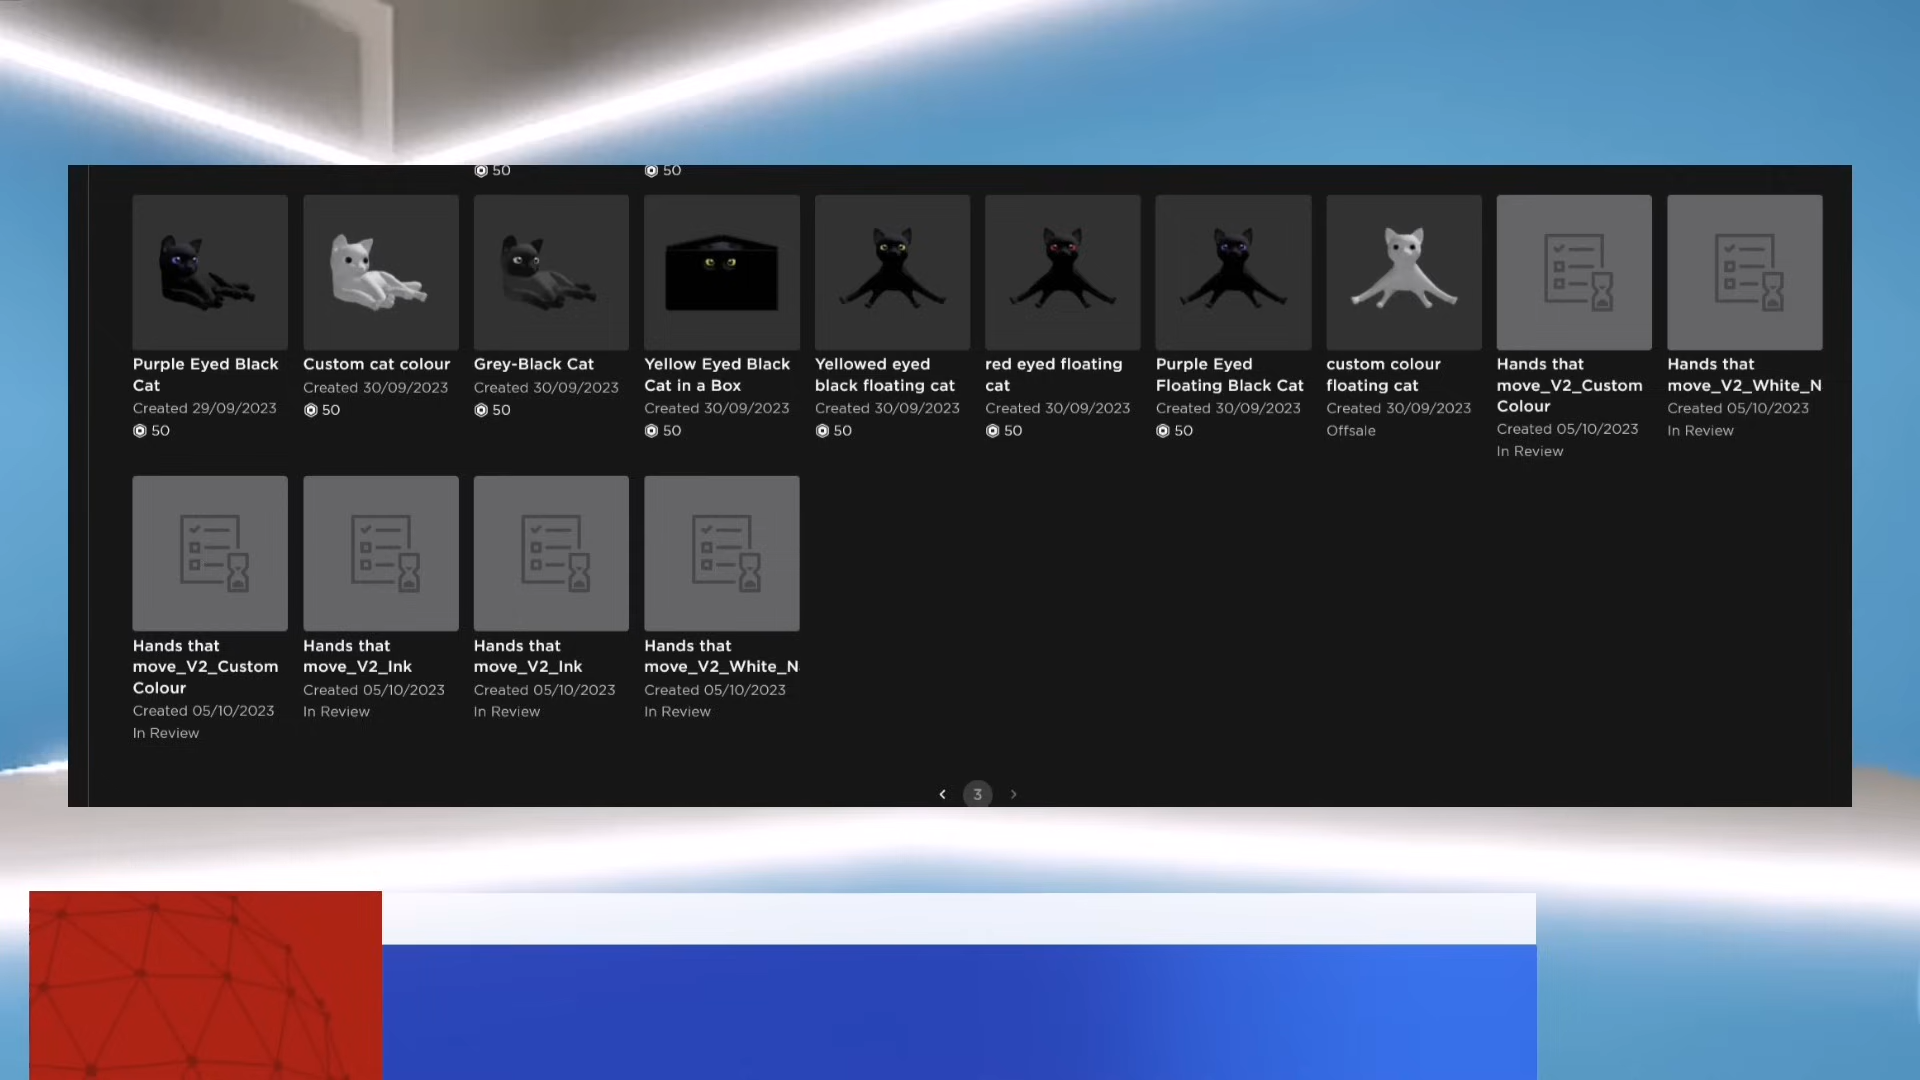 50
50
Purple Eyed Black
Cat
Created 29/09/2023
50
Custom cat colour
Created 30/09/2023
50
Grey-Black Cat
Created 30/09/2023
50
Yellow Eyed Black
Cat in a Box
Created 30/09/2023
50
Yellowed eyed
black floating cat
Created 30/09/2023
50
red eyed floating
cat
Created 30/09/2023
50
Purple Eyed
Floating Black Cat
Created 30/09/2023
50
custom colour
floating cat
Created 30/09/2023
Offsale
Hands that
move_V2_Custom
Colour
Created 05/10/2023
In Review
Hands that
move_V2_White_N
Created 05/10/2023
In Review
Hands that
move_V2_Custom
Colour
Created 05/10/2023
In Review
Hands that
move_V2_Ink
Created 05/10/2023
In Review
Hands that
move_V2_Ink
Created 05/10/2023
In Review
Hands that
move_V2_White_N
Created 05/10/2023
In Review
3